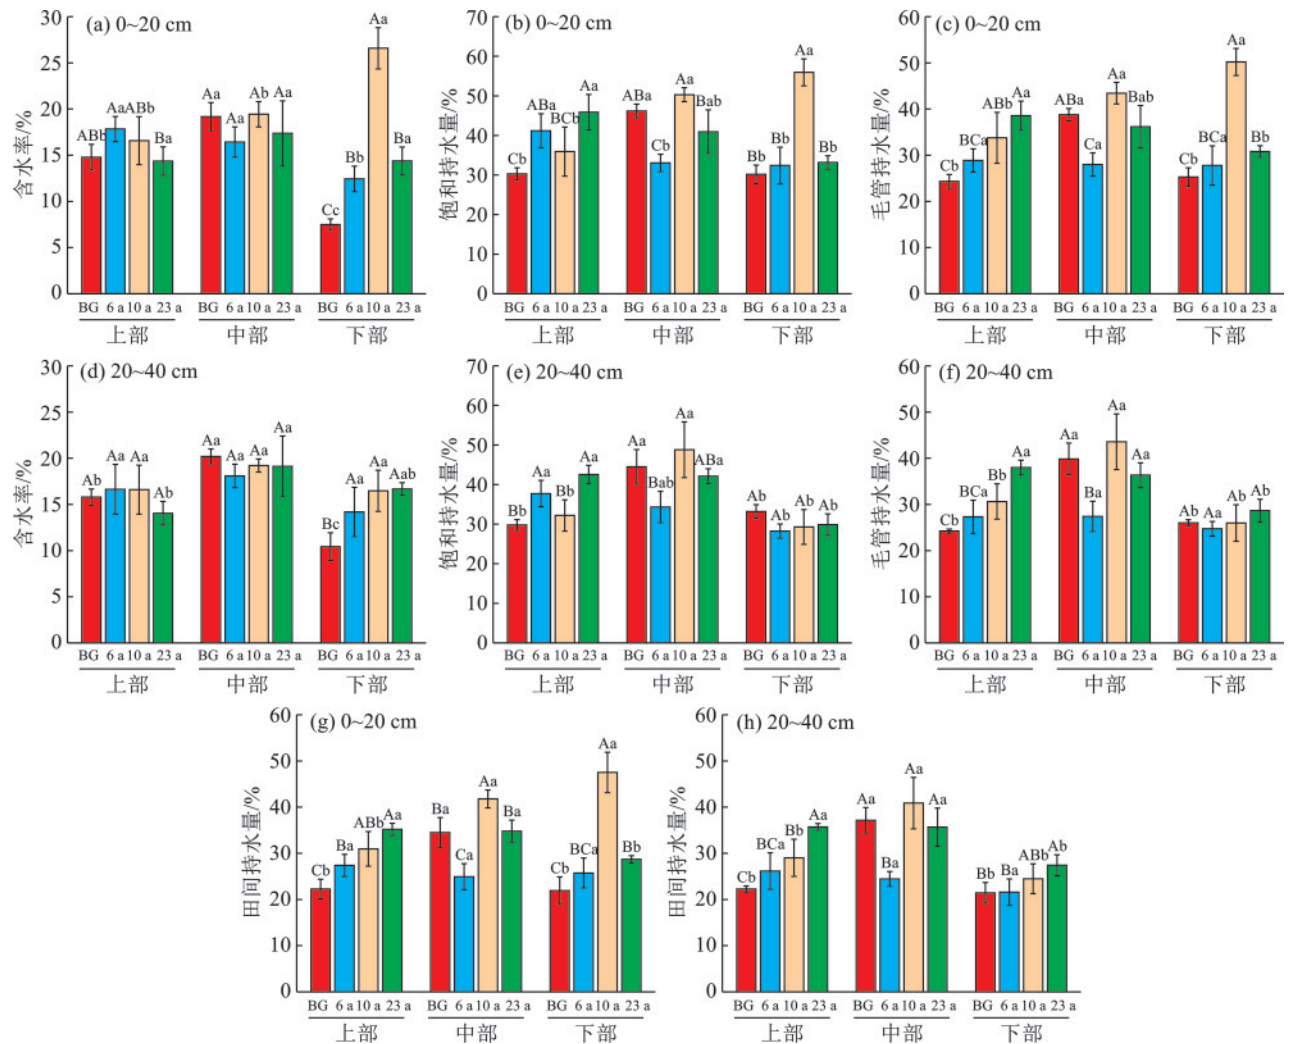 (a) 0~20 cm
含水率/%
30
25
20
15
10
5
0
ABb Aa ABb Ba Aa Aa Ab Aa Cc Bb Aa Ba
BG 6 a 10 a 23 a BG 6 a 10 a 23 a BG 6 a 10 a 23 a
上部 中部 下部
(b) 0~20 cm
饱和持水量/%
70
60
50
40
30
20
10
0
Cb ABa BCb Aa ABa Cb Aa Bab Bb Bb Aa Bb
BG 6 a 10 a 23 a BG 6 a 10 a 23 a BG 6 a 10 a 23 a
上部 中部 下部
(c) 0~20 cm
毛管持水量/%
60
50
40
30
20
10
0
Cb BCa ABb Aa ABa Ca Aa Bab Cb BCa Aa Bb
BG 6 a 10 a 23 a BG 6 a 10 a 23 a BG 6 a 10 a 23 a
上部 中部 下部
(d) 20~40 cm
含水率/%
30
25
20
15
10
5
0
Ab Aa Aa Ab Aa Aa Aa Aa Bc Aa Aa Aab
BG 6 a 10 a 23 a BG 6 a 10 a 23 a BG 6 a 10 a 23 a
上部 中部 下部
(e) 20~40 cm
饱和持水量/%
70
60
50
40
30
20
10
0
Bb Aa Bb Aa Aa Bab Aa ABa Ab Ab Ab Ab
BG 6 a 10 a 23 a BG 6 a 10 a 23 a BG 6 a 10 a 23 a
上部 中部 下部
(f) 20~40 cm
毛管持水量/%
60
50
40
30
20
10
0
Cb BCa Bb Aa Aa Ba Aa Aa Ab Aa Ab Ab
BG 6 a 10 a 23 a BG 6 a 10 a 23 a BG 6 a 10 a 23 a
上部 中部 下部
(g) 0~20 cm
田间持水量/%
60
50
40
30
20
10
0
Cb Ba ABb Aa Ba Ca Aa Ba Cb BCa Aa Bb
BG 6 a 10 a 23 a BG 6 a 10 a 23 a BG 6 a 10 a 23 a
上部 中部 下部
(h) 20~40 cm
田间持水量/%
60
50
40
30
20
10
0
Cb BCa Bb Aa Aa Ba Aa Aa Bb Ba ABb Ab
BG 6 a 10 a 23 a BG 6 a 10 a 23 a BG 6 a 10 a 23 a
上部 中部 下部